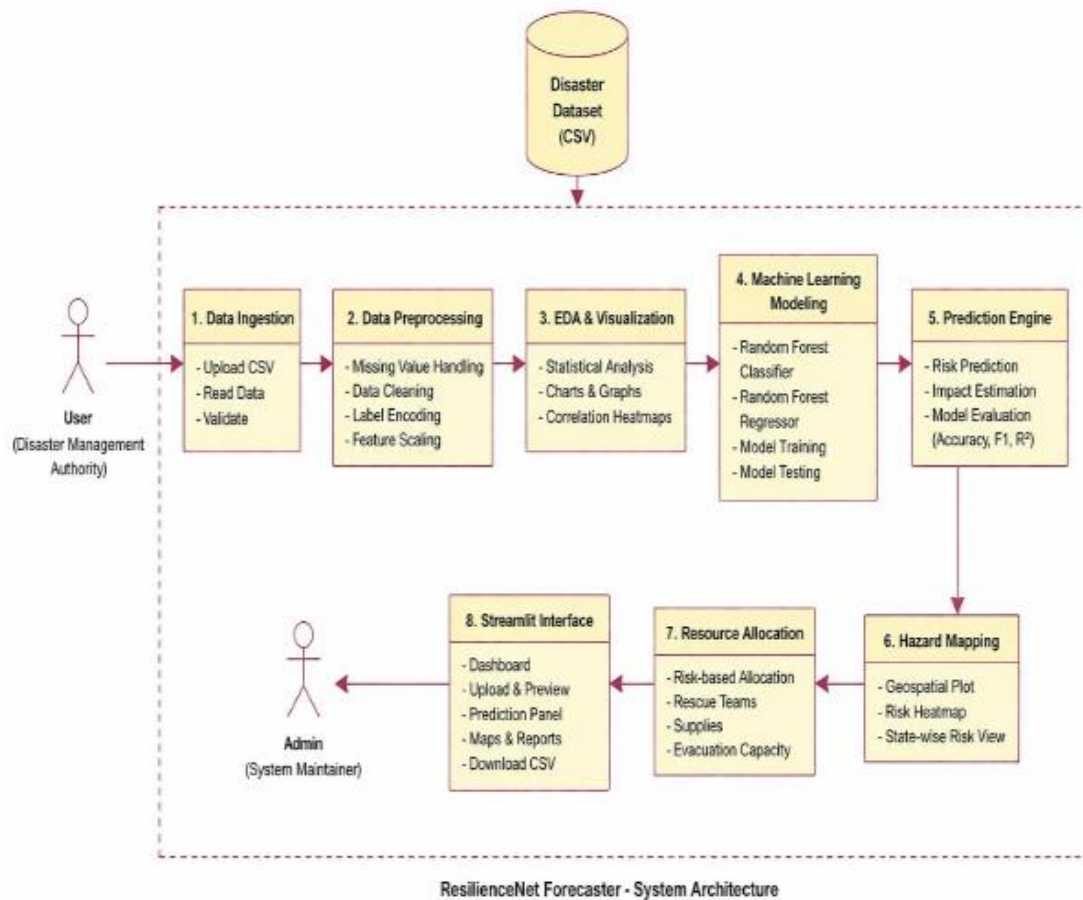 Disaster
Dataset
(CSV)
1. Data Ingestion
- Upload CSV
- Read Data
- Validate
2. Data Preprocessing
- Missing Value Handling
- Data Cleaning
- Label Encoding
- Feature Scaling
3. EDA & Visualization
- Statistical Analysis
- Charts & Graphs
- Correlation Heatmaps
4. Machine Learning
Modeling
- Random Forest
Classifier
- Random Forest
Regressor
- Model Training
- Model Testing
5. Prediction Engine
- Risk Prediction
- Impact Estimation
- Model Evaluation
(Accuracy, F1, R²)
User
(Disaster Management
Authority)
8. Streamlit Interface
- Dashboard
- Upload & Preview
- Prediction Panel
- Maps & Reports
- Download CSV
7. Resource Allocation
- Risk-based Allocation
- Rescue Teams
- Supplies
- Evacuation Capacity
6. Hazard Mapping
- Geospatial Plot
- Risk Heatmap
- State-wise Risk View
Admin
(System Maintainer)
ResilienceNet Forecaster - System Architecture